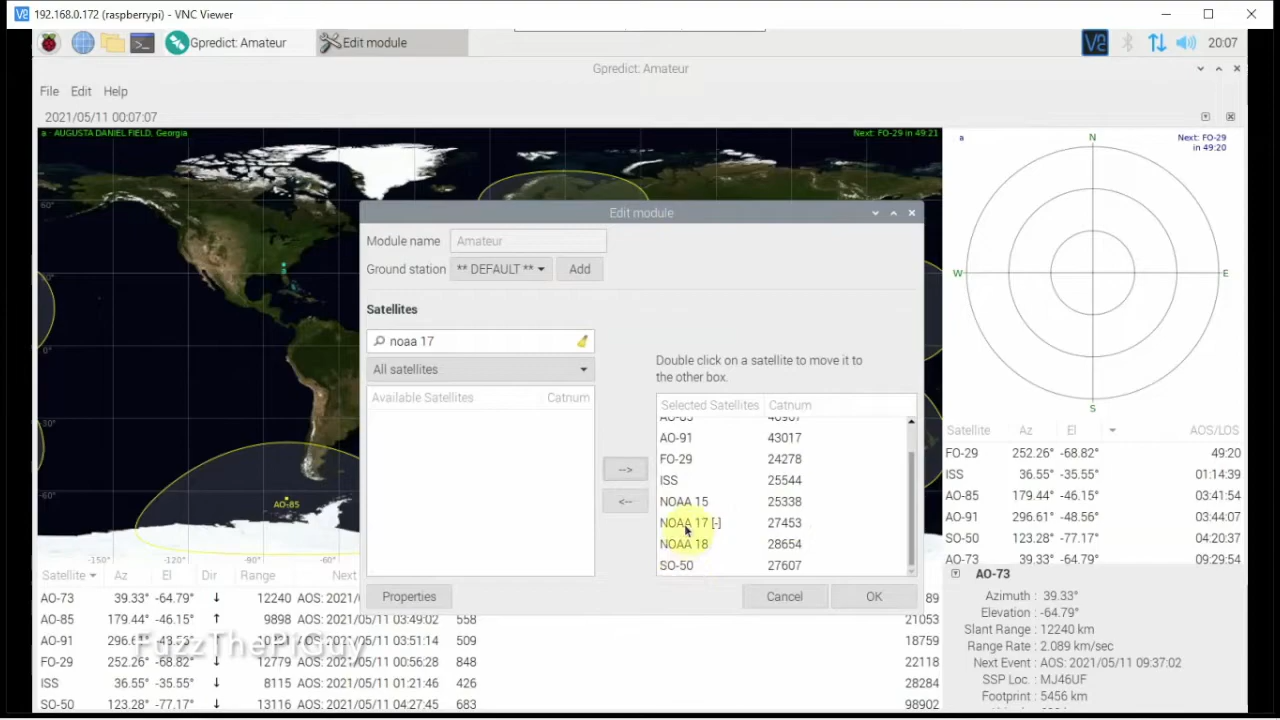 192.168.0.172 (raspberrypi) - VNC Viewer
Gpredict: Amateur
Edit module
20:07
Gpredict: Amateur
File Edit Help
2021/05/11 00:07:07
a - AUGUSTA DANIEL FIELD, Georgia
Next: FO-29 in 49:21
a
Next: FO-29
in 49:20
N
W
E
S
Edit module
Module name Amateur
Ground station ** DEFAULT ** Add
Satellites
noaa 17
All satellites
Available Satellites Catnum
Double click on a satellite to move it to
the other box.
Selected Satellites Catnum
AO-91 43017
FO-29 24278
ISS 25544
NOAA 15 25338
NOAA 17 [-] 27453
NOAA 18 28654
SO-50 27607
-->
<--
Properties Cancel OK
AO-85
-150° -120° -90° -60°
Satellite Az El AOS/LOS
FO-29 252.26° -68.82° 49:20
ISS 36.55° -35.55° 01:14:39
AO-85 179.44° -46.15° 03:41:54
AO-91 296.61° -48.56° 03:44:07
SO-50 123.28° -77.17° 04:20:37
AO-73 39.33° -64.79° 09:29:54
AO-73
Azimuth : 39.33°
Elevation : -64.79°
Slant Range : 12240 km
Range Rate : 2.089 km/sec
Next Event : AOS: 2021/05/11 09:37:02
SSP Loc. : MJ46UF
Footprint : 5456 km
Satellite Az El Dir Range Next
AO-73 39.33° -64.79° ↓ 12240 AOS: 89
AO-85 179.44° -46.15° ↑ 9898 AOS: 2021/05/11 03:49:02 558 21053
AO-91 AOS: 2021/05/11 03:51:14 509 18759
FO-29 252.26° -68.82° ↓ 12779 AOS: 2021/05/11 00:56:28 848 22118
ISS 36.55° -35.55° ↓ 8115 AOS: 2021/05/11 01:21:46 426 28284
SO-50 123.28° -77.17° ↓ 13116 AOS: 2021/05/11 04:27:45 683 98902
FuzzThePiGuy